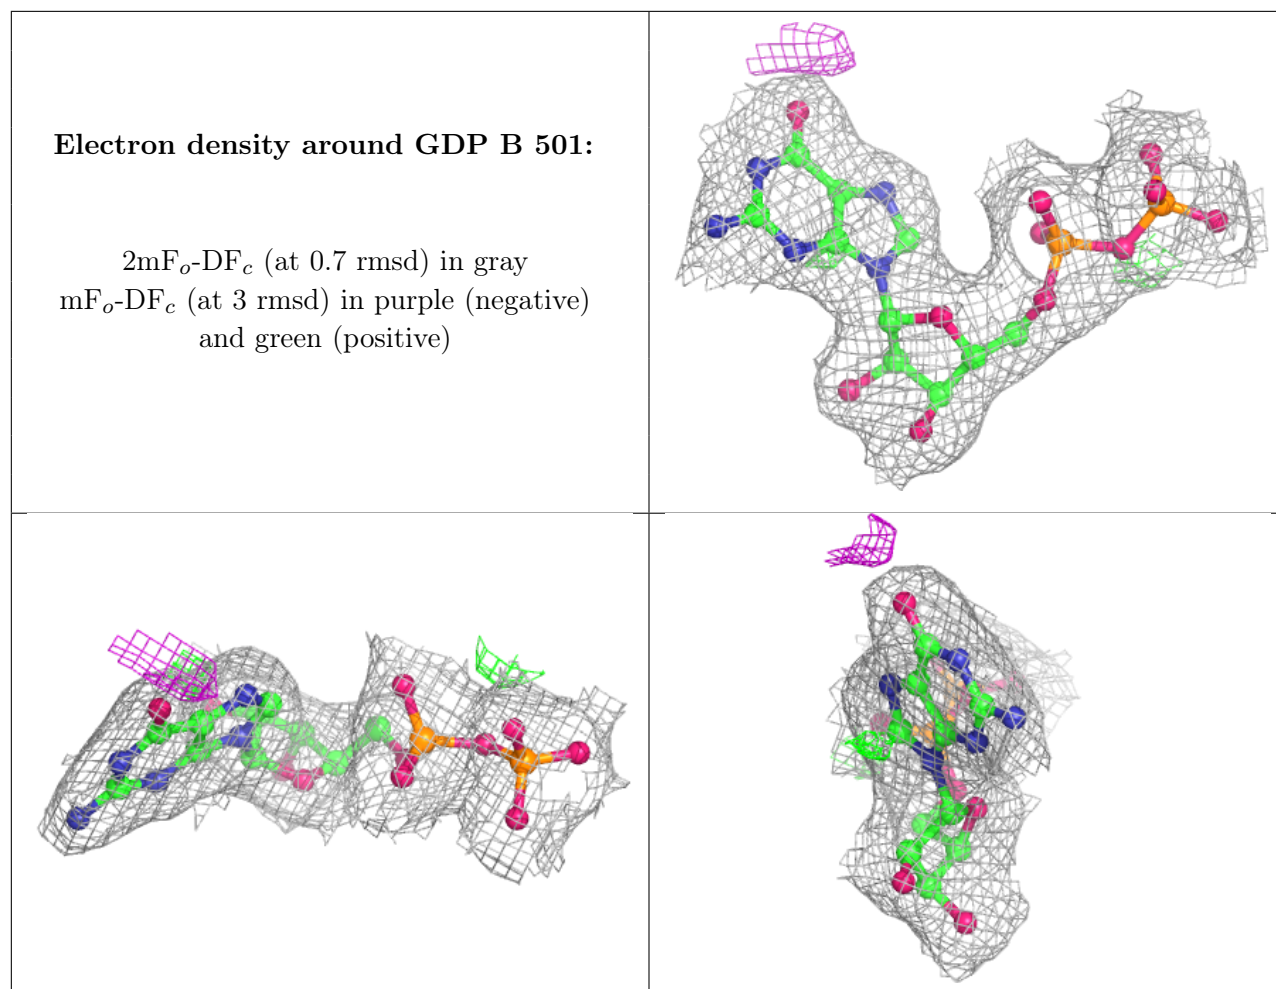 Electron density around GDP B 501:
2mFo-DFc (at 0.7 rmsd) in gray
mFo-DFc (at 3 rmsd) in purple (negative)
and green (positive)